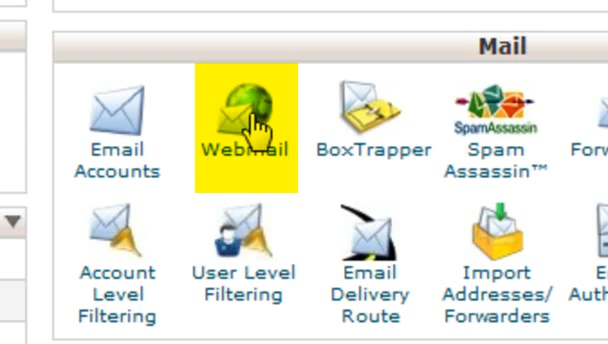 Mail
Email
Accounts
Webmail
BoxTrapper
SpamAssassin
Spam
Assassin™
Account
Level
Filtering
User Level
Filtering
Email
Delivery
Route
Import
Addresses/
Forwarders